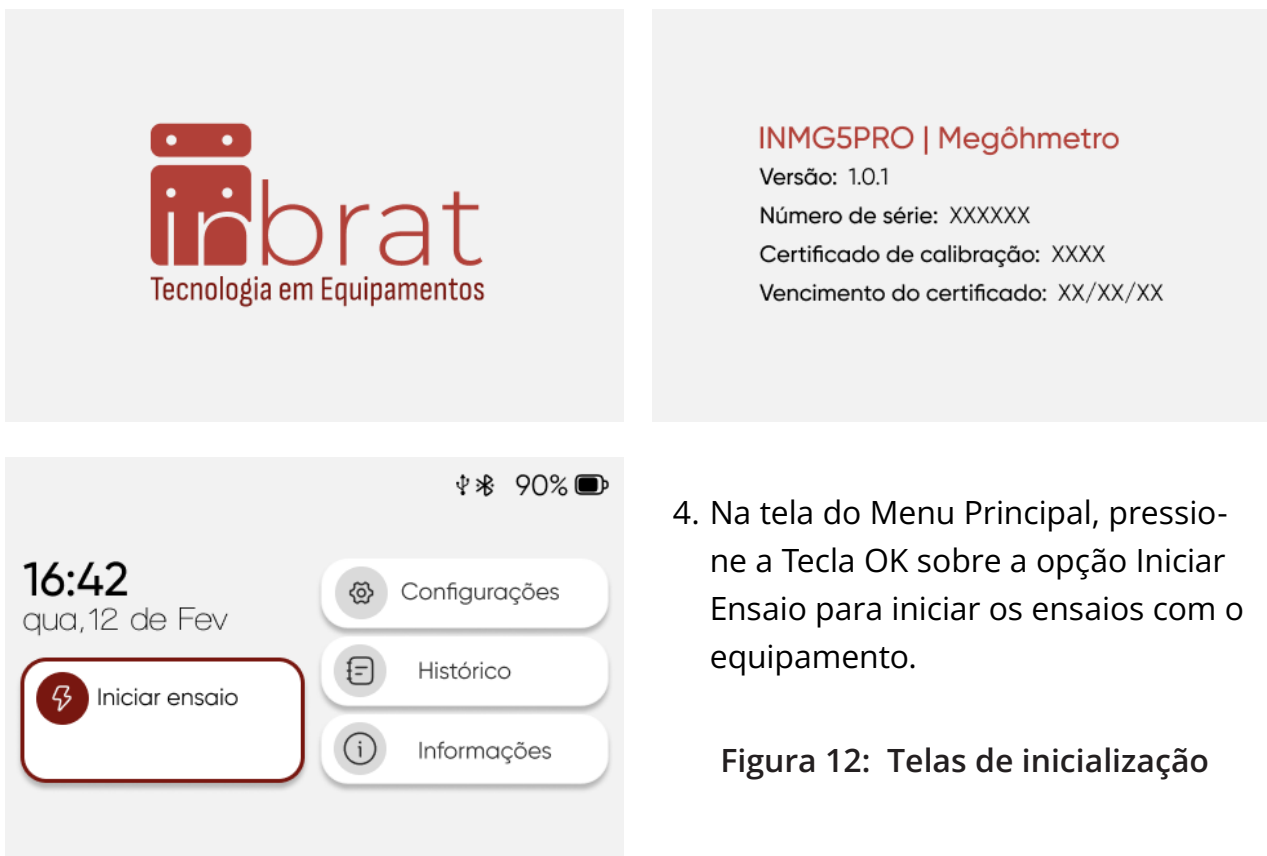 inbrat
Tecnologia em Equipamentos
INMG5PRO | Megôhmetro
Versão: 1.0.1
Número de série: XXXXXX
Certificado de calibração: XXXX
Vencimento do certificado: XX/XX/XX
90%
16:42
qua, 12 de Fev
Iniciar ensaio
Configurações
Histórico
Informações
4. Na tela do Menu Principal, pressio-
ne a Tecla OK sobre a opção Iniciar
Ensaio para iniciar os ensaios com o
equipamento.
Figura 12: Telas de inicialização